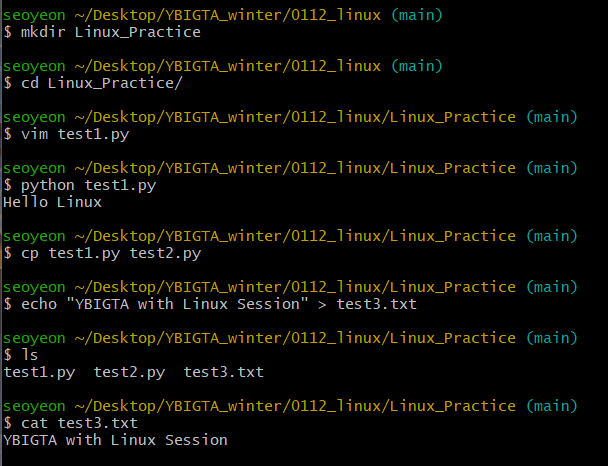 seoyeon ~/Desktop/YBIGTA_winter/0112_linux (main)
$ mkdir Linux_Practice
seoyeon ~/Desktop/YBIGTA_winter/0112_linux (main)
$ cd Linux_Practice/
seoyeon ~/Desktop/YBIGTA_winter/0112_linux/Linux_Practice (main)
$ vim test1.py
seoyeon ~/Desktop/YBIGTA_winter/0112_linux/Linux_Practice (main)
$ python test1.py
Hello Linux
seoyeon ~/Desktop/YBIGTA_winter/0112_linux/Linux_Practice (main)
$ cp test1.py test2.py
seoyeon ~/Desktop/YBIGTA_winter/0112_linux/Linux_Practice (main)
$ echo "YBIGTA with Linux Session" > test3.txt
seoyeon ~/Desktop/YBIGTA_winter/0112_linux/Linux_Practice (main)
$ ls
test1.py  test2.py  test3.txt
seoyeon ~/Desktop/YBIGTA_winter/0112_linux/Linux_Practice (main)
$ cat test3.txt
YBIGTA with Linux Session